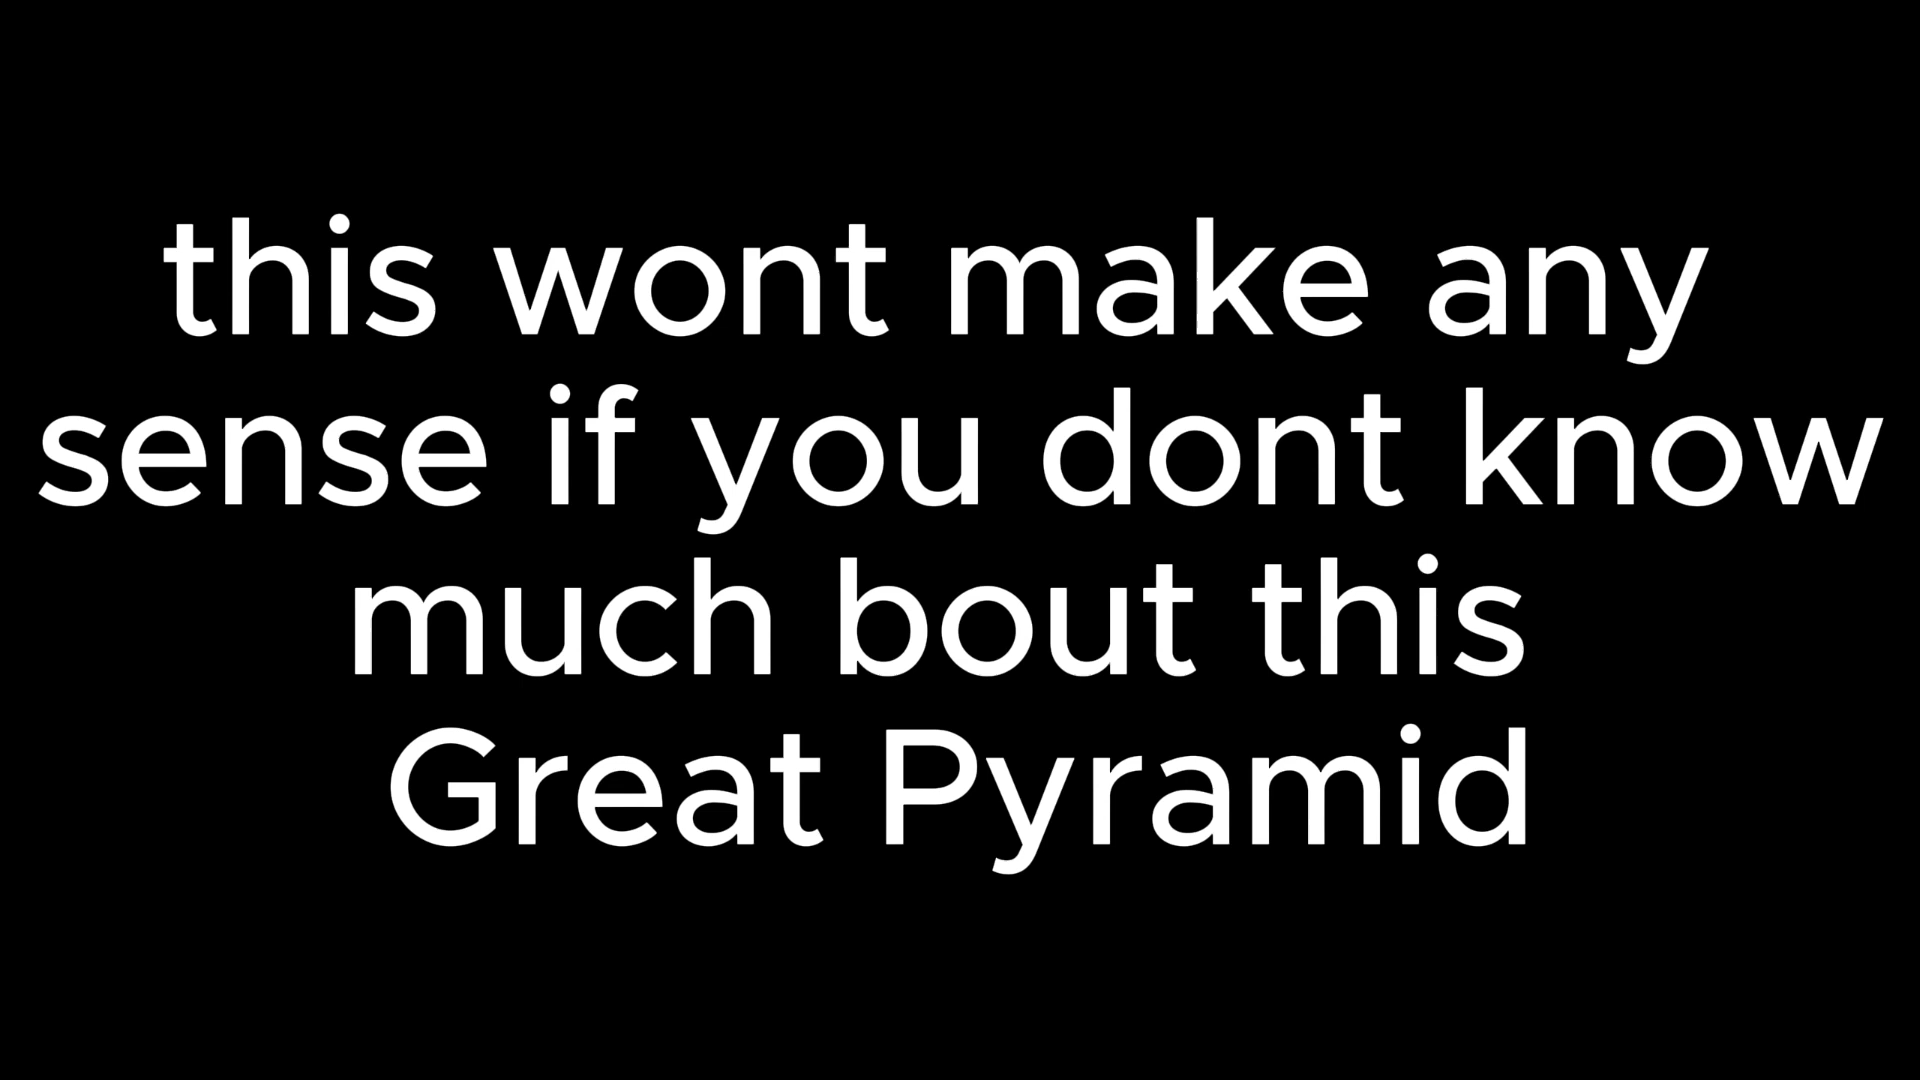 this wont make any
sense if you dont know
much bout this
Great Pyramid